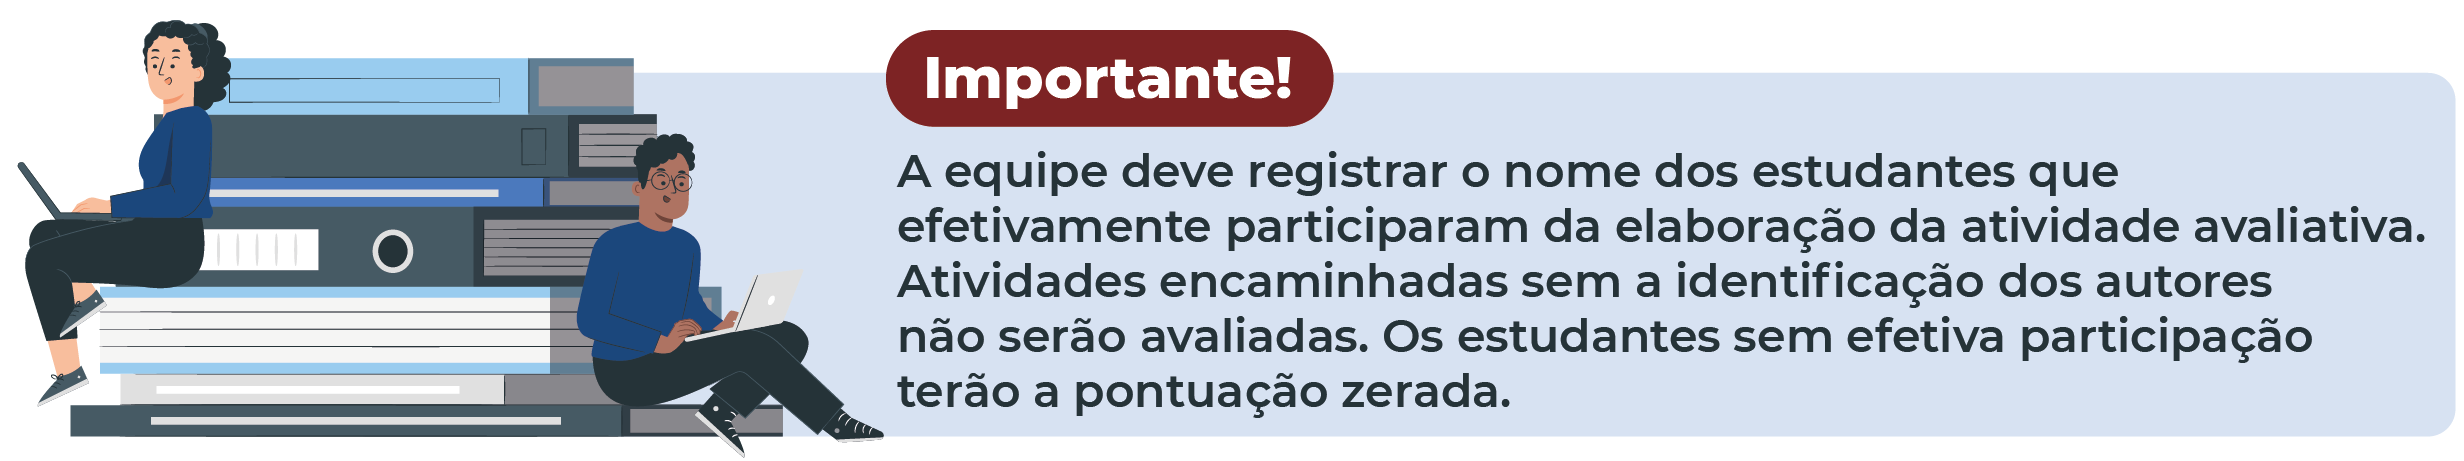 Importante!
A equipe deve registrar o nome dos estudantes que
efetivamente participaram da elaboração da atividade avaliativa.
Atividades encaminhadas sem a identificação dos autores
não serão avaliadas. Os estudantes sem efetiva participação
terão a pontuação zerada.